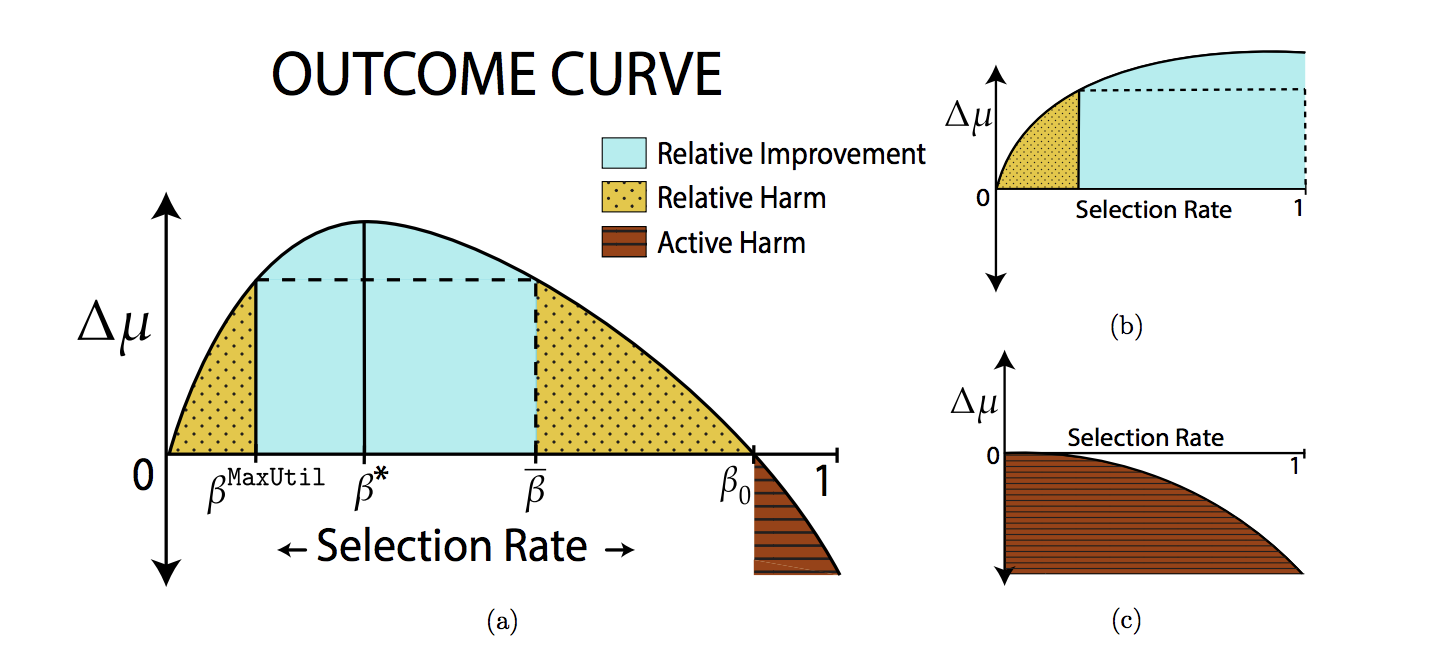 OUTCOME CURVE
Relative Improvement
Relative Harm
Active Harm
Δμ
0
β^MaxUtil
β*
β̅
β₀
1
← Selection Rate →
(a)
Δμ
0
Selection Rate
1
(b)
Δμ
Selection Rate
0
1
(c)